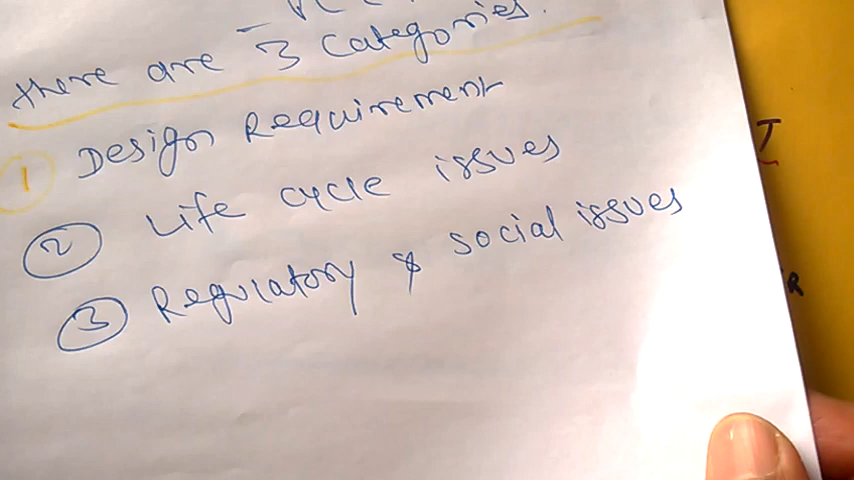 there are 3 categories.
1 Design Requirement
2 Life cycle issues
3 Regulatory & social issues
T
R